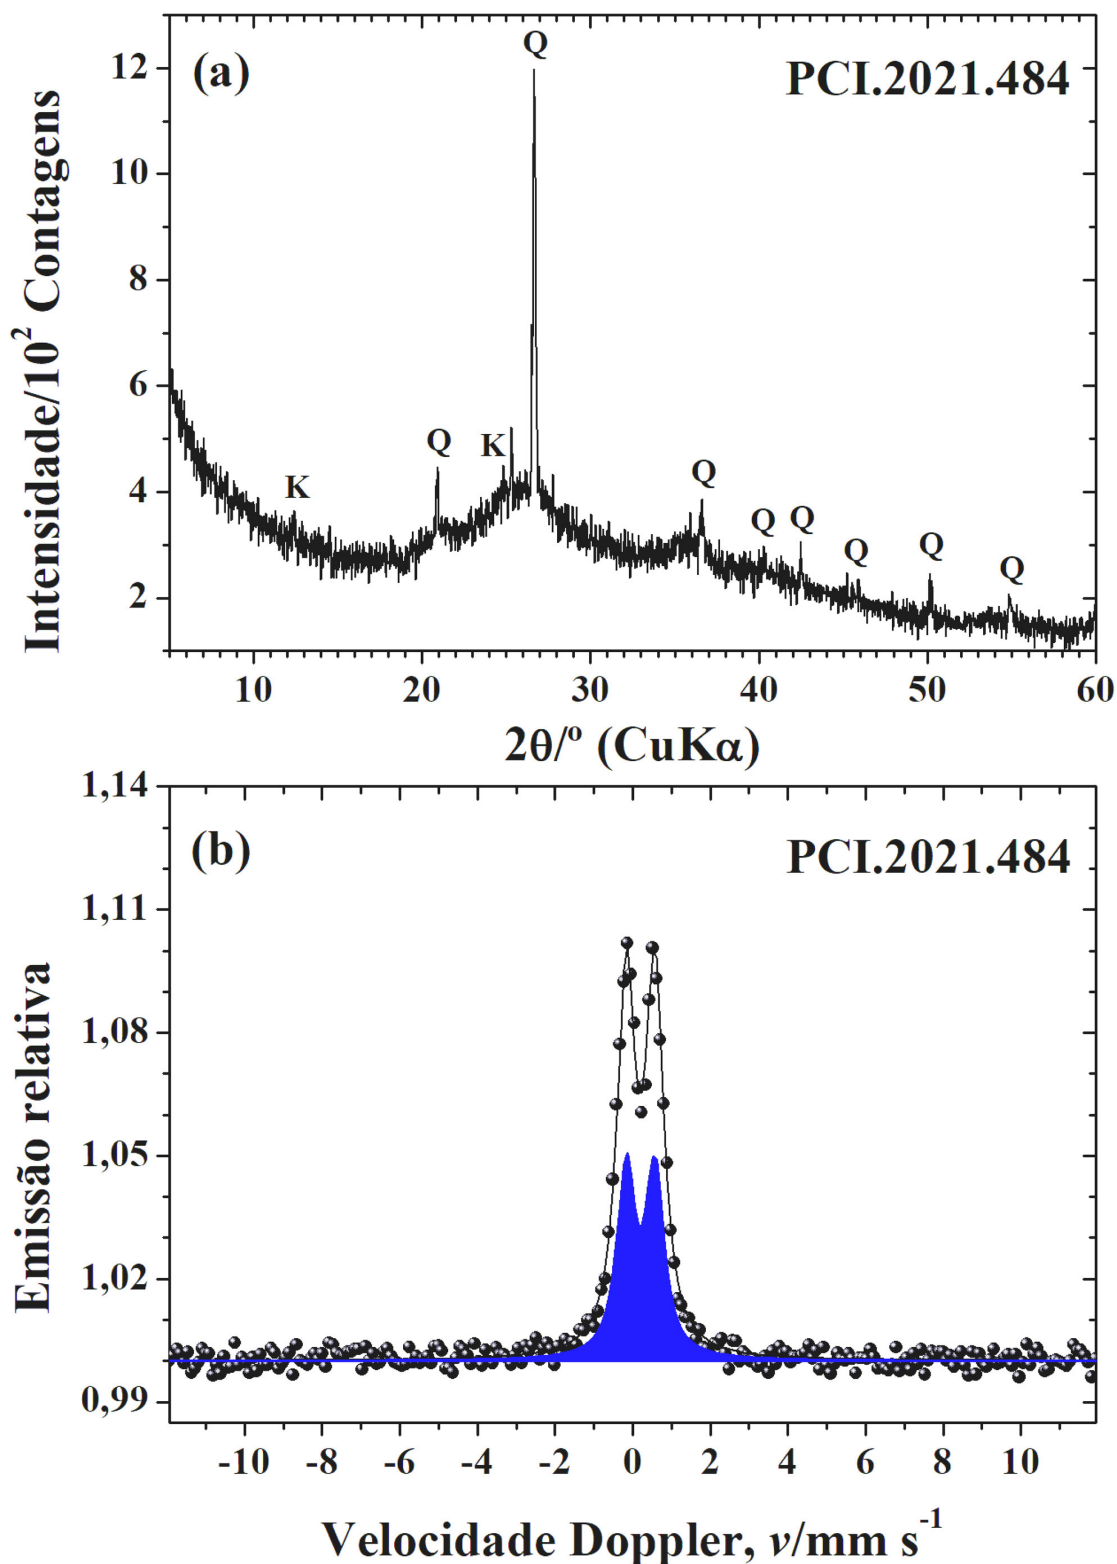 (a)
PCI.2021.484
Q
K
Q
K
Q
Q
Q
Q
Q
Q
12
10
8
6
4
2
Intensidade/10² Contagens
10 20 30 40 50 60
2θ/º (CuKα)
(b)
PCI.2021.484
1,14
1,11
1,08
1,05
1,02
0,99
Emissão relativa
-10 -8 -6 -4 -2 0 2 4 6 8 10
Velocidade Doppler, v/mm s⁻¹